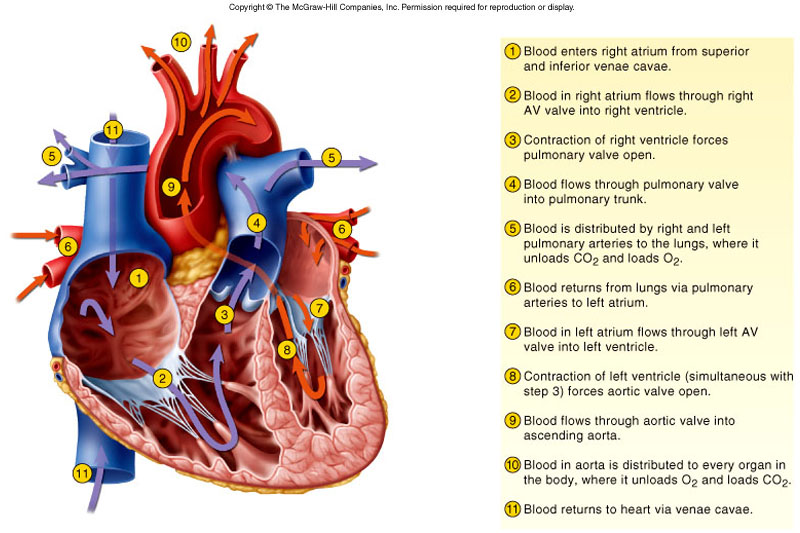 Copyright © The McGraw-Hill Companies, Inc. Permission required for reproduction or display.
10
11
5
5
9
4
6
6
1
7
3
8
2
11
1 Blood enters right atrium from superior
and inferior venae cavae.
2 Blood in right atrium flows through right
AV valve into right ventricle.
3 Contraction of right ventricle forces
pulmonary valve open.
4 Blood flows through pulmonary valve
into pulmonary trunk.
5 Blood is distributed by right and left
pulmonary arteries to the lungs, where it
unloads CO2 and loads O2.
6 Blood returns from lungs via pulmonary
arteries to left atrium.
7 Blood in left atrium flows through left AV
valve into left ventricle.
8 Contraction of left ventricle (simultaneous with
step 3) forces aortic valve open.
9 Blood flows through aortic valve into
ascending aorta.
10 Blood in aorta is distributed to every organ in
the body, where it unloads O2 and loads CO2.
11 Blood returns to heart via venae cavae.